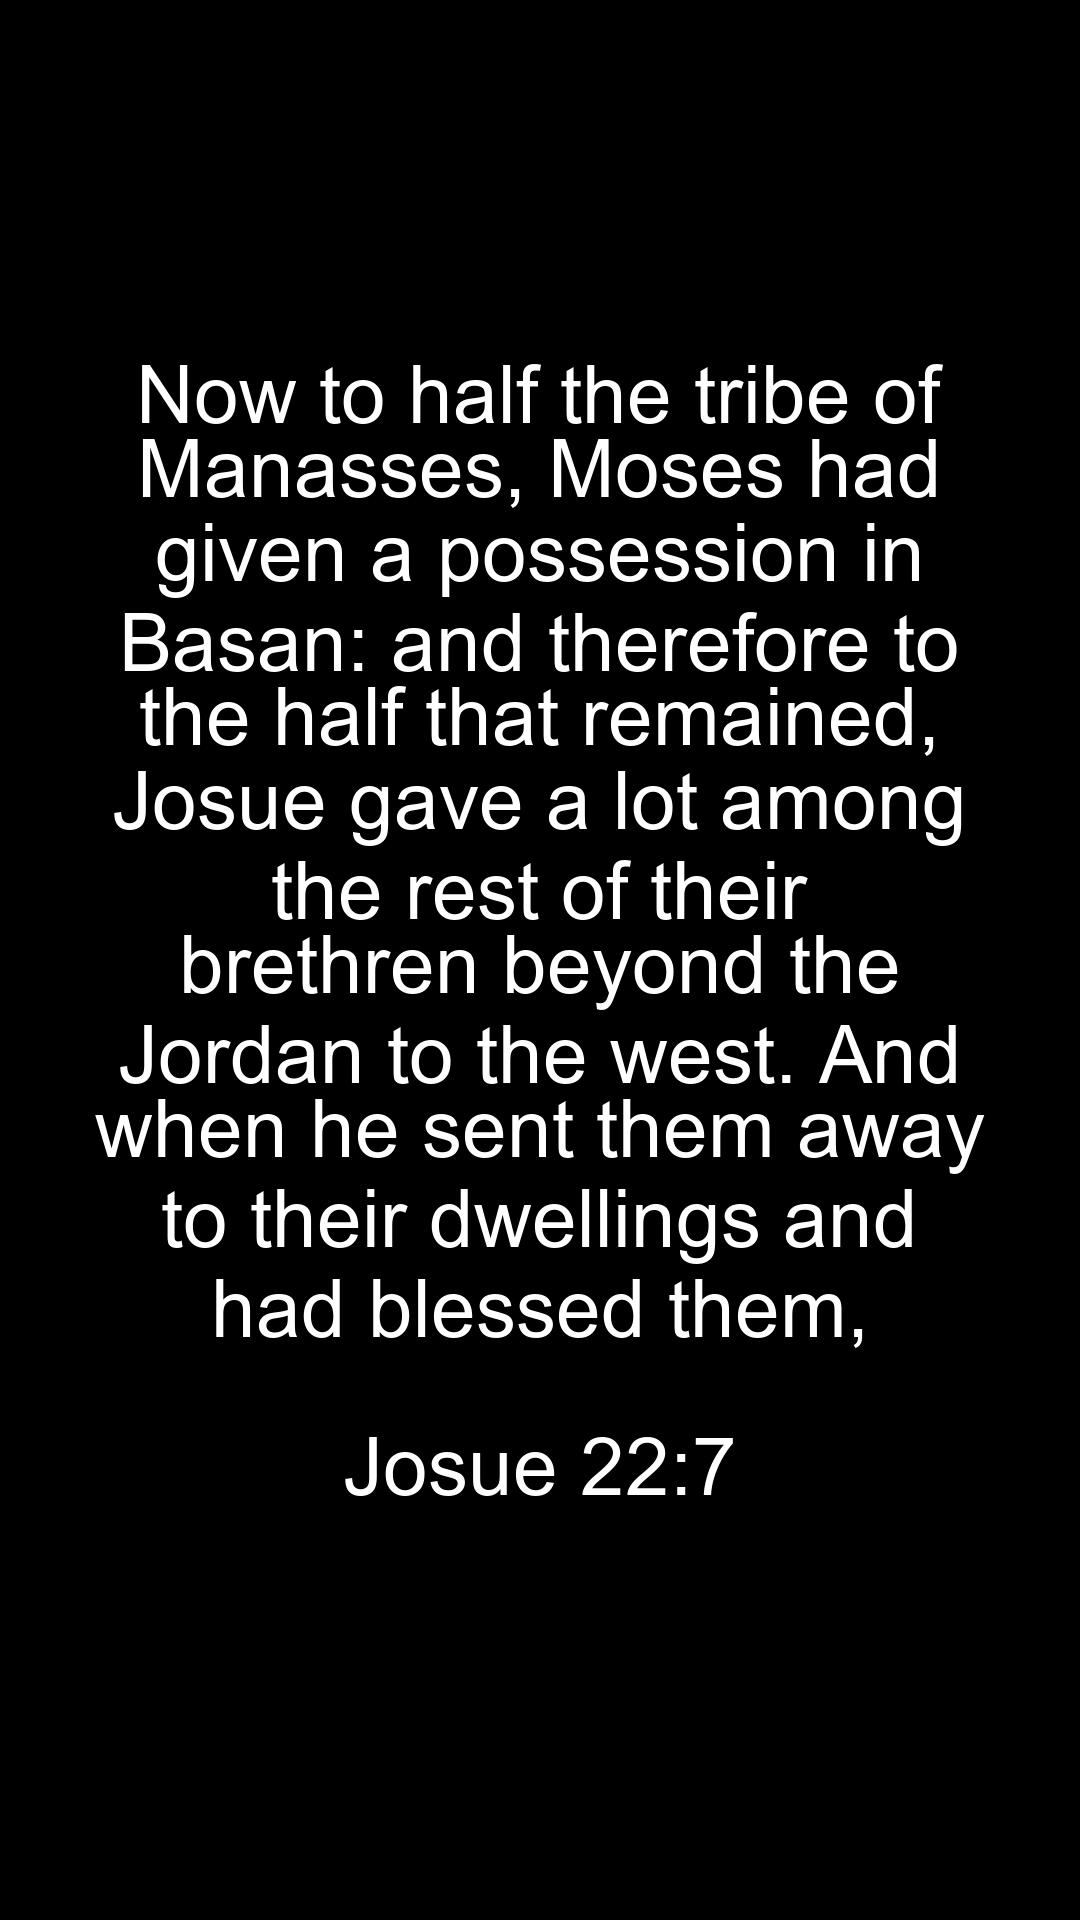 Now to half the tribe of
Manasses, Moses had
given a possession in
Basan: and therefore to
the half that remained,
Josue gave a lot among
the rest of their
brethren beyond the
Jordan to the west. And
when he sent them away
to their dwellings and
had blessed them,
Josue 22:7